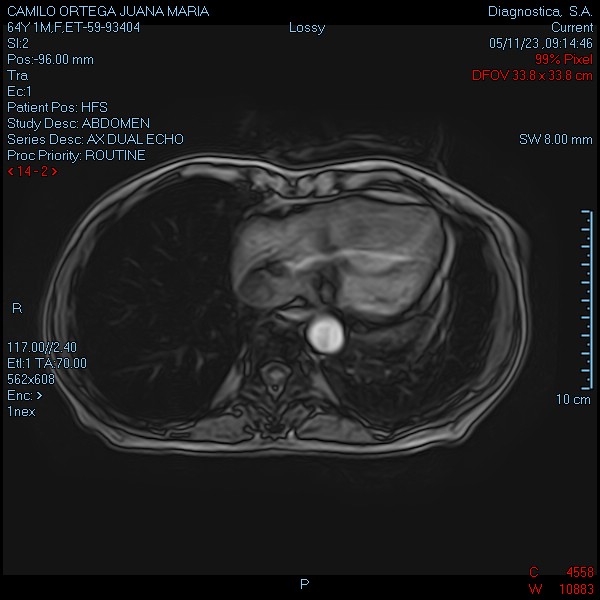 CAMILO ORTEGA JUANA MARIA
64Y 1M,F,ET-59-93404
Sl:2
Pos:-96.00 mm
Tra
Ec:1
Patient Pos: HFS
Study Desc: ABDOMEN
Series Desc: AX DUAL ECHO
Proc Priority: ROUTINE
< 14 - 2 >
Lossy
Diagnostica, S.A.
Current
05/11/23 ,09:14:46
99% Pixel
DFOV 33.8 x 33.8 cm
SW 8.00 mm
R
117.00//2.40
Etl:1 TA:70.00
562x608
Enc: >
1nex
10 cm
P
C 4558
W 10883